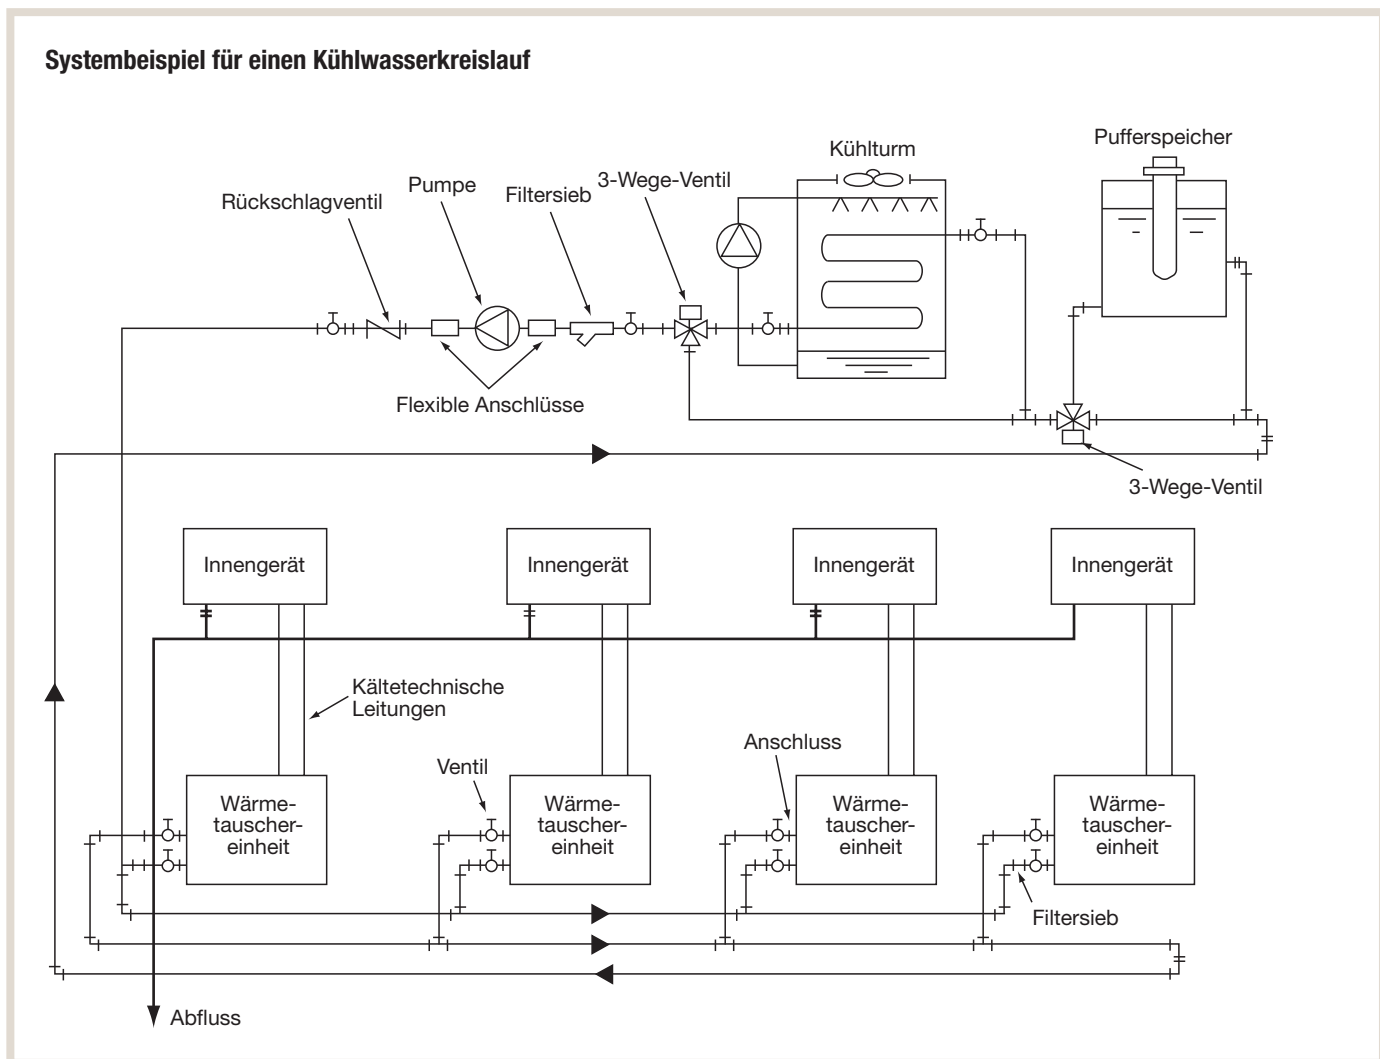 Systembeispiel für einen Kühlwasserkreislauf
Pufferspeicher
Kühlturm
3-Wege-Ventil
Pumpe
Filtersieb
Rückschlagventil
Flexible Anschlüsse
3-Wege-Ventil
Innengerät
Innengerät
Innengerät
Innengerät
Kältetechnische
Leitungen
Anschluss
Ventil
Wärme-
tauscher-
einheit
Wärme-
tauscher-
einheit
Wärme-
tauscher-
einheit
Wärme-
tauscher-
einheit
Filtersieb
Abfluss